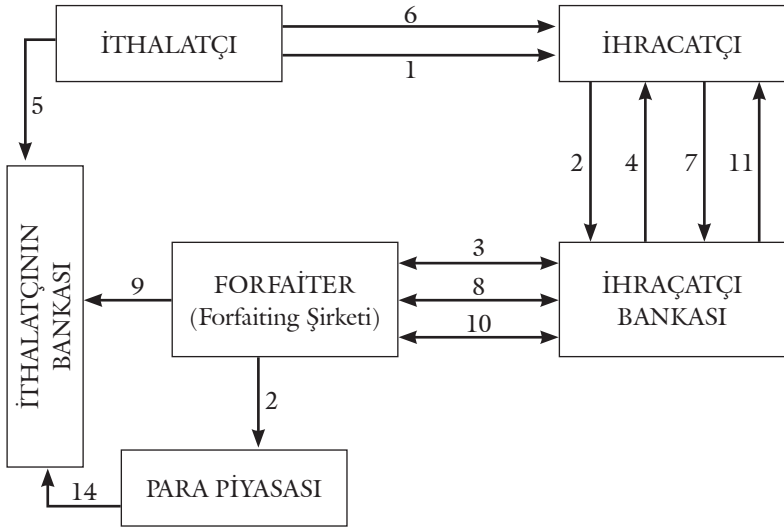 6
İTHALATÇI
İHRACATÇI
1
5
2
4
7
11
3
İTHALATÇININ
BANKASI
9
FORFAİTER
(Forfaiting Şirketi)
8
İHRAÇATÇI
BANKASI
10
2
PARA PİYASASI
14